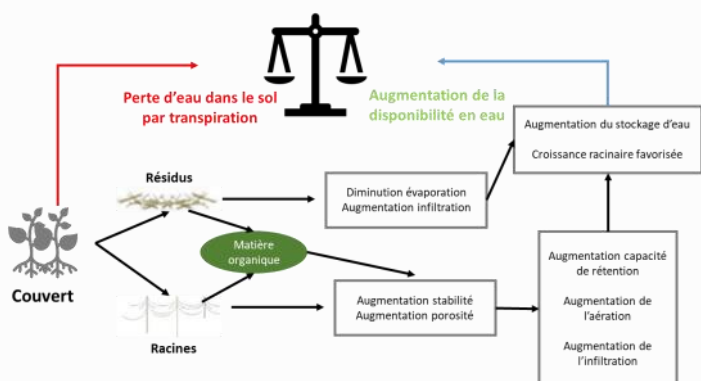 Perte d'eau dans le sol
par transpiration
Augmentation de la
disponibilité en eau
Augmentation du stockage d'eau
Croissance racinaire favorisée
Résidus
Diminution évaporation
Augmentation infiltration
Matière
organique
Couvert
Augmentation stabilité
Augmentation porosité
Racines
Augmentation capacité
de rétention
Augmentation de
l'aération
Augmentation de
l'infiltration